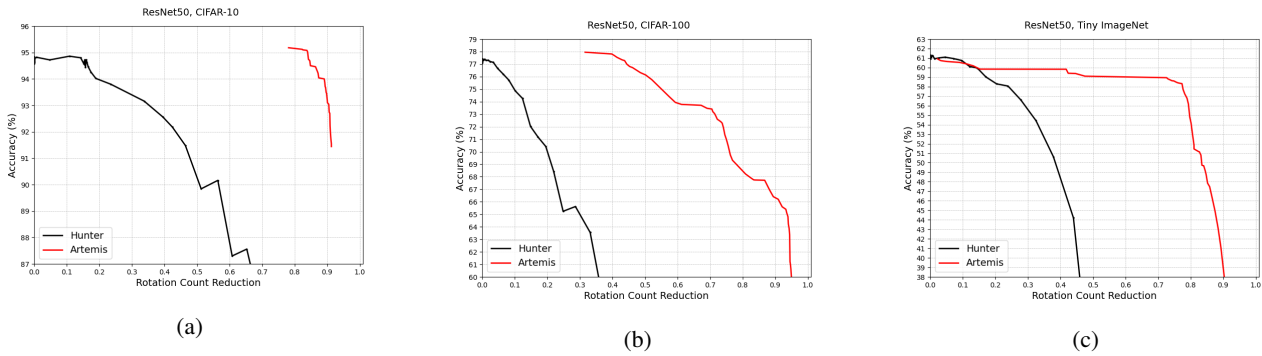 ResNet50, CIFAR-10
96
95
94
93
92
91
90
89
88
87
Accuracy (%)
0.0 0.1 0.2 0.3 0.4 0.5 0.6 0.7 0.8 0.9 1.0
Rotation Count Reduction
Hunter
Artemis
(a)
ResNet50, CIFAR-100
79
78
77
76
75
74
73
72
71
70
69
68
67
66
65
64
63
62
61
60
Accuracy (%)
0.0 0.1 0.2 0.3 0.4 0.5 0.6 0.7 0.8 0.9 1.0
Rotation Count Reduction
Hunter
Artemis
(b)
ResNet50, Tiny ImageNet
63
62
61
60
59
58
57
56
55
54
53
52
51
50
49
48
47
46
45
44
43
42
41
40
39
38
Accuracy (%)
0.0 0.1 0.2 0.3 0.4 0.5 0.6 0.7 0.8 0.9 1.0
Rotation Count Reduction
Hunter
Artemis
(c)